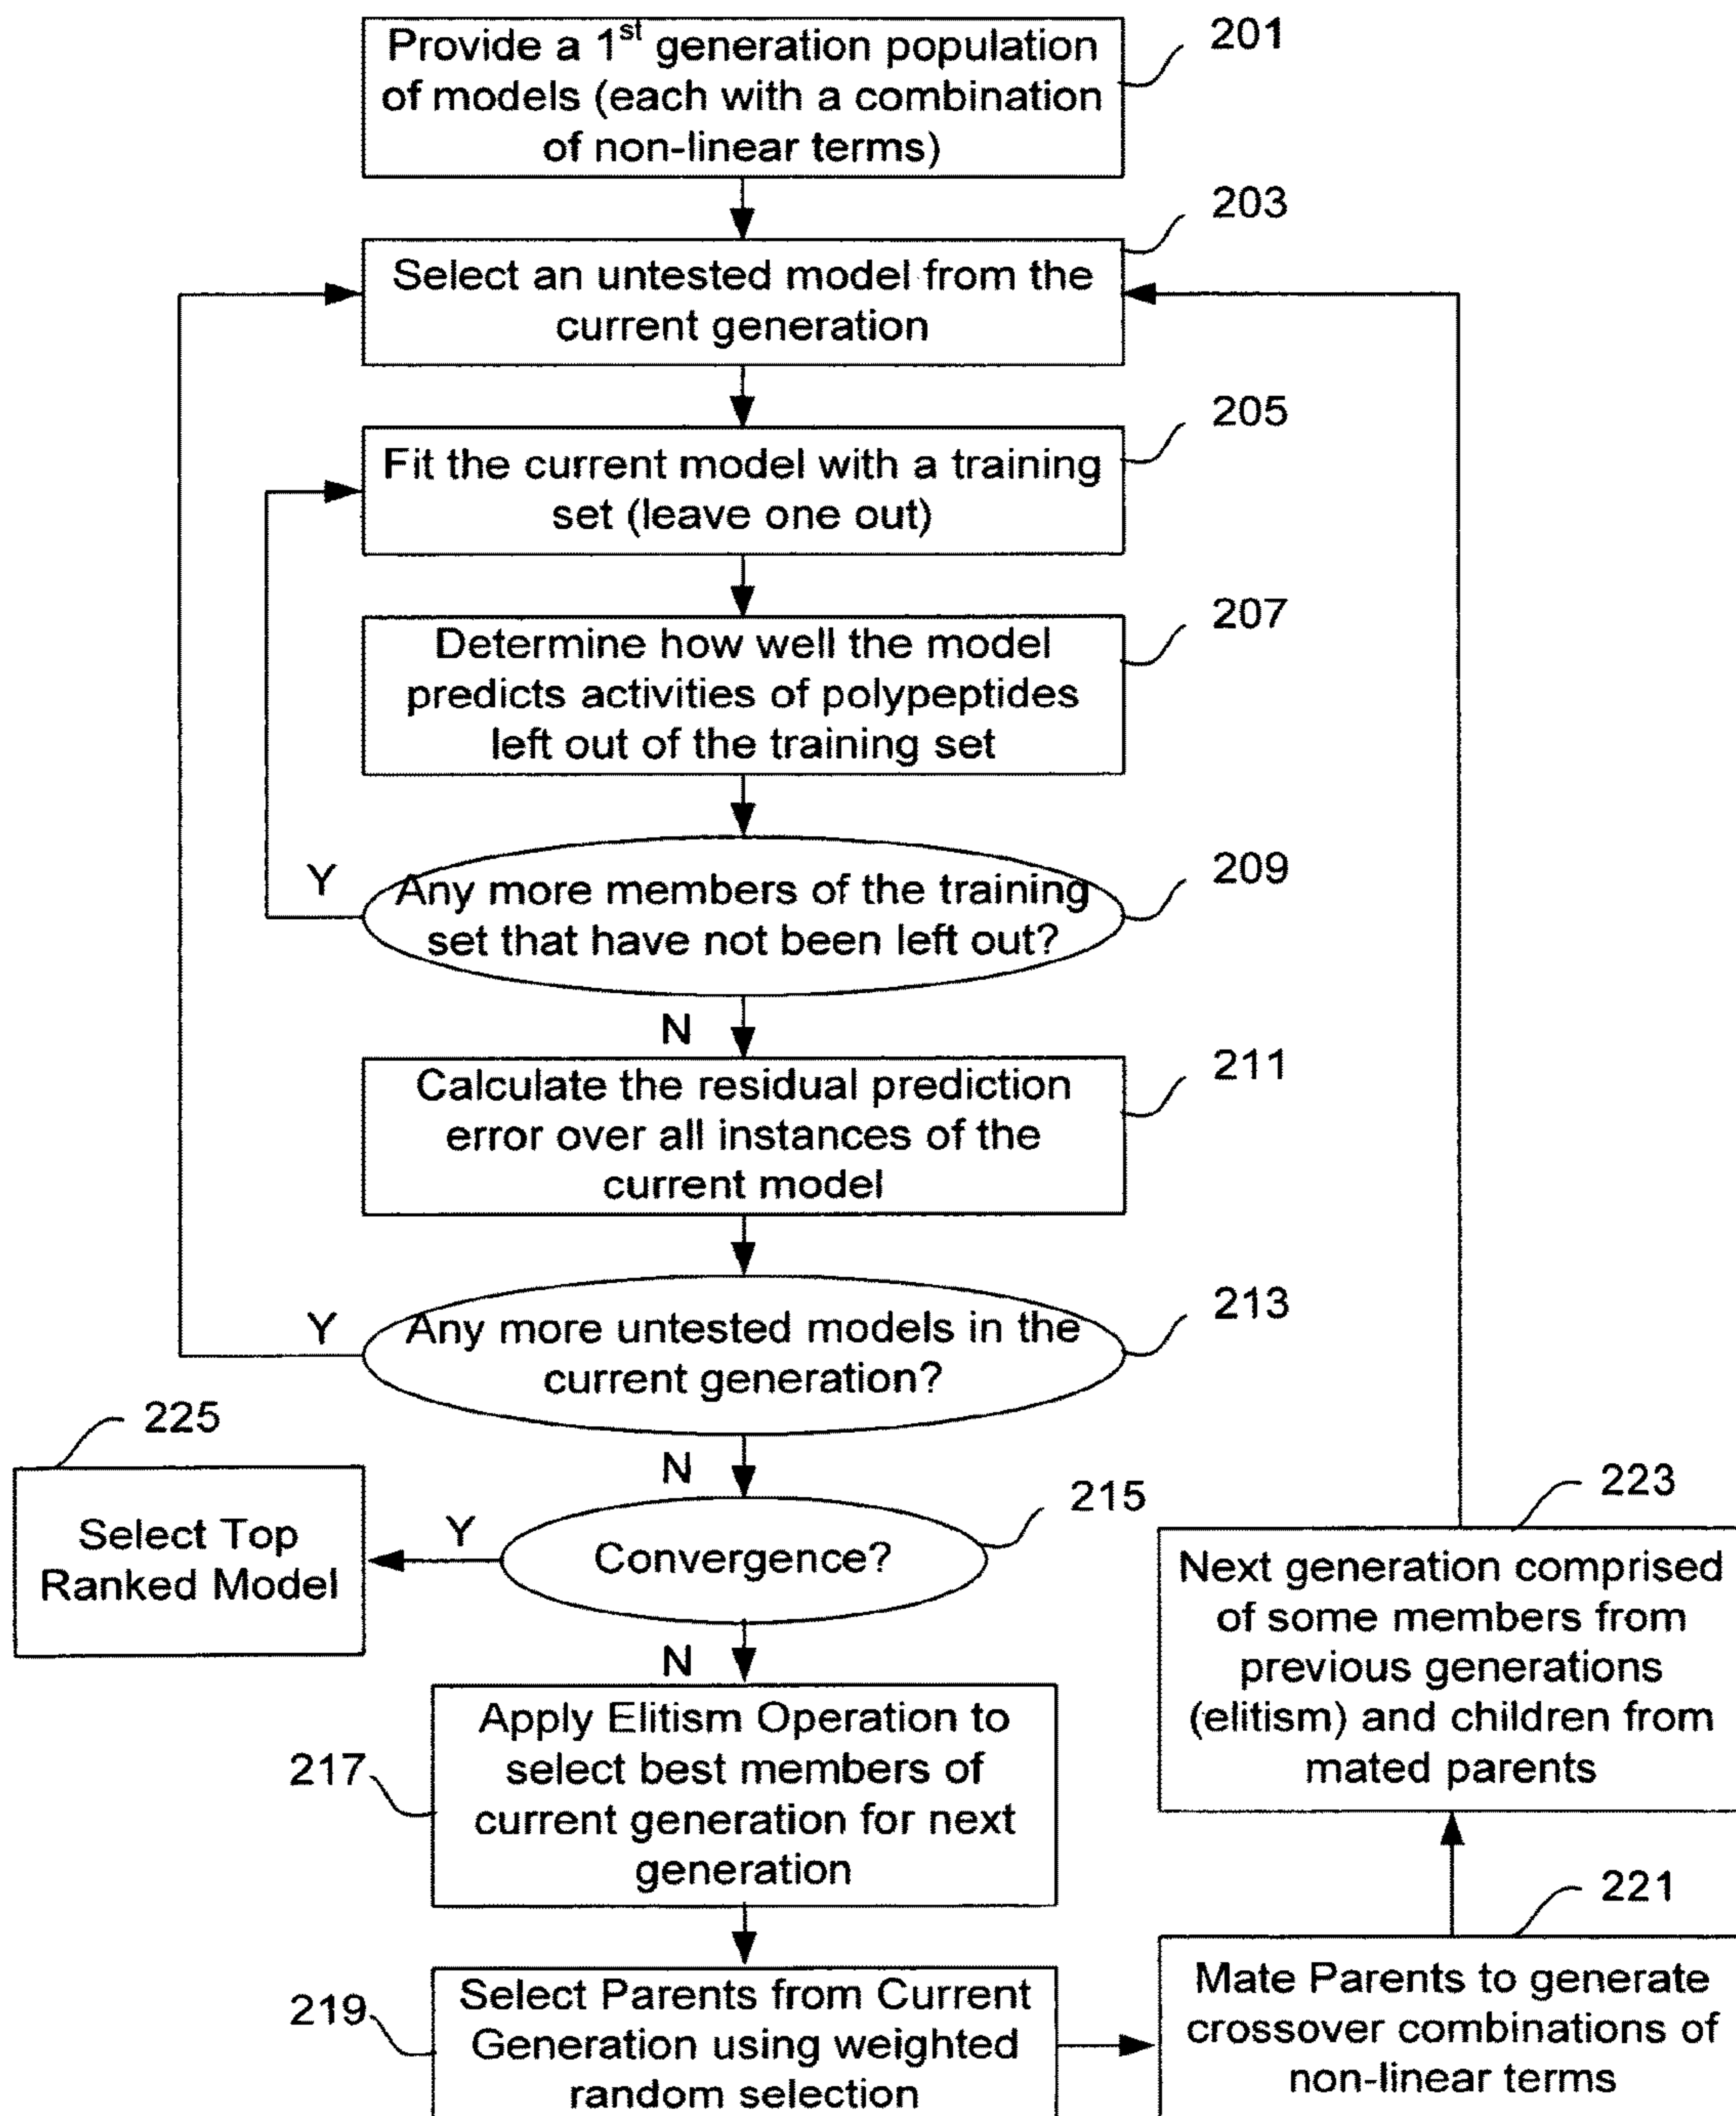 Provide a 1st generation population
of models (each with a combination
of non-linear terms)
201
203
Select an untested model from the
current generation
205
Fit the current model with a training
set (leave one out)
207
Determine how well the model
predicts activities of polypeptides
left out of the training set
Y
Any more members of the training
set that have not been left out?
209
N
211
Calculate the residual prediction
error over all instances of the
current model
Y
Any more untested models in the
current generation?
213
225
N
Select Top
Ranked Model
Y
Convergence?
215
N
217
Apply Elitism Operation to
select best members of
current generation for next
generation
219
Select Parents from Current
Generation using weighted
random selection
221
Mate Parents to generate
crossover combinations of
non-linear terms
223
Next generation comprised
of some members from
previous generations
(elitism) and children from
mated parents